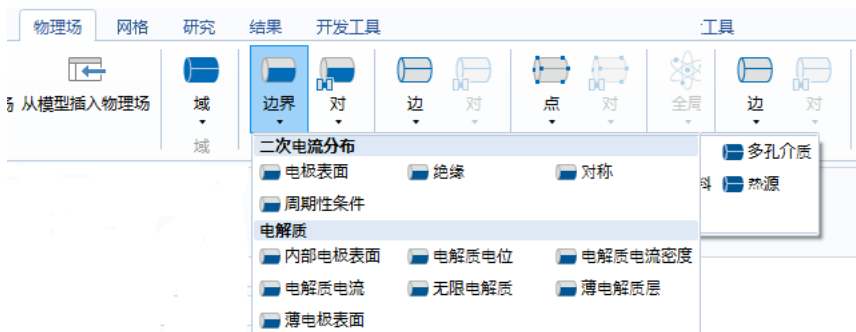 物理场 网格 研究 结果 开发工具 工具
从模型插入物理场 域 边界 对 边 对 点 对 全局 边 对
域
二次电流分布
电极表面 绝缘 对称 多孔介质
周期性条件 料 热源
电解质
内部电极表面 电解质电位 电解质电流密度
电解质电流 无限电解质 薄电解质层
薄电极表面